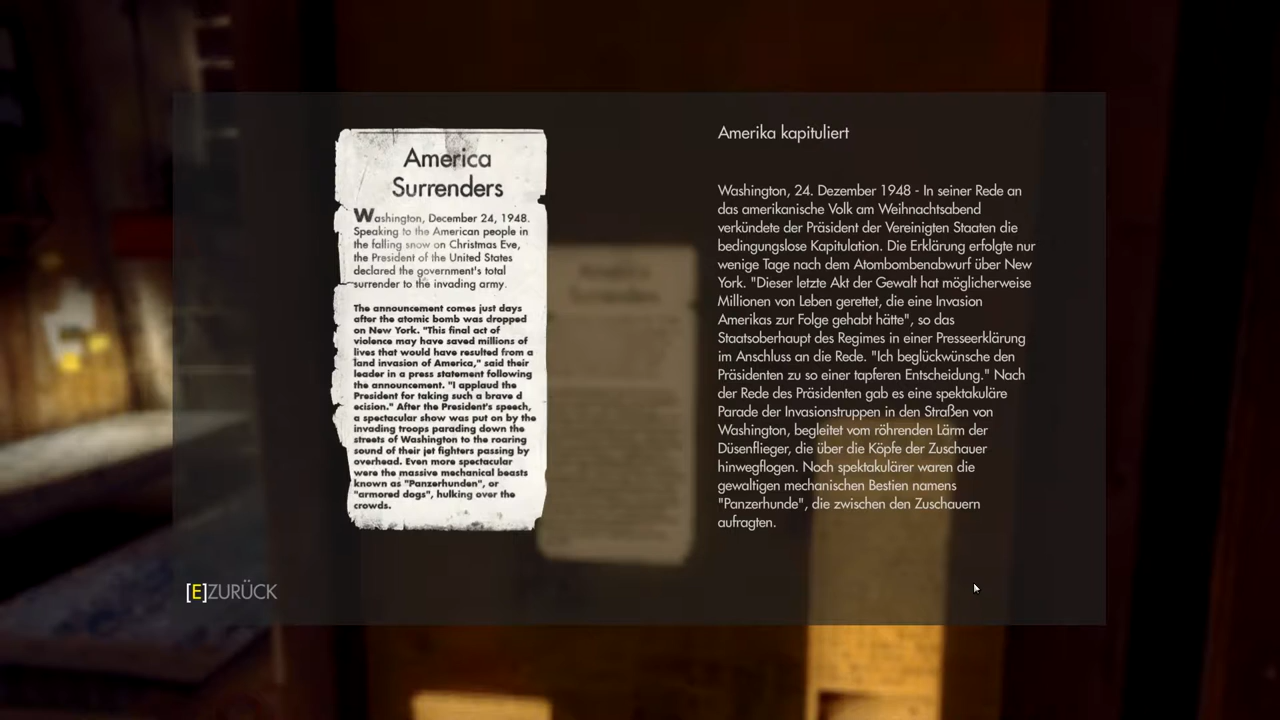 America
Surrenders
Washington, December 24, 1948.
Speaking to the American people in
the falling snow on Christmas Eve,
the President of the United States
declared the government's total
surrender to the invading army.
The announcement comes just days
after the atomic bomb was dropped
on New York. "This final act of
violence may have saved millions of
lives that would have resulted from a
land invasion of America," said their
leader in a press statement following
the announcement. "I applaud the
President for taking such a brave d
ecision." After the President's speech,
a spectacular show was put on by the
invading troops parading down the
streets of Washington to the roaring
sound of their jet fighters passing by
overhead. Even more spectacular
were the massive mechanical beasts
known as "Panzerhunden", or
"armored dogs", hulking over the
crowds.
Amerika kapituliert
Washington, 24. Dezember 1948 - In seiner Rede an
das amerikanische Volk am Weihnachtsabend
verkündete der Präsident der Vereinigten Staaten die
bedingungslose Kapitulation. Die Erklärung erfolgte nur
wenige Tage nach dem Atombombenabwurf über New
York. "Dieser letzte Akt der Gewalt hat möglicherweise
Millionen von Leben gerettet, die eine Invasion
Amerikas zur Folge gehabt hätte", so das
Staatsoberhaupt des Regimes in einer Presseerklärung
im Anschluss an die Rede. "Ich beglückwünsche den
Präsidenten zu so einer tapferen Entscheidung." Nach
der Rede des Präsidenten gab es eine spektakuläre
Parade der Invasionstruppen in den Straßen von
Washington, begleitet vom röhrenden Lärm der
Düsenflieger, die über die Köpfe der Zuschauer
hinwegflogen. Noch spektakulärer waren die
gewaltigen mechanischen Bestien namens
"Panzerhunde", die zwischen den Zuschauern
aufragten.
[E]ZURÜCK